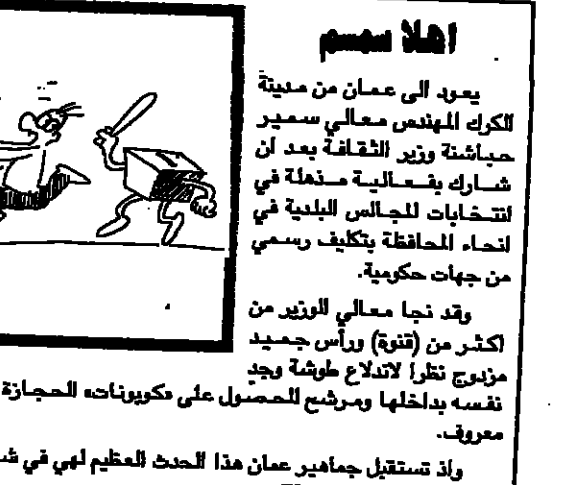 اهلا سمسم
يعود الى عمان من مدينة
الكرك المهندس معالي سمير
حباشنة وزير الثقافة بعد ان
شارك بفعالية مذهلة في
انتخابات المجالس البلدية في
انحاء المحافظة بتكليف رسمي
من جهات حكومية.
وقد نجا معالي الوزير من
اكثر من (قنوة) ورأس جميد
مزدوج نظرا لاندلاع طوشة وجد
نفسه بداخلها ومرشح للحصول على «كوبونات» الحجازة
معروف.
واذ تستقبل جماهير عمان هذا الحدث العظيم لهي في